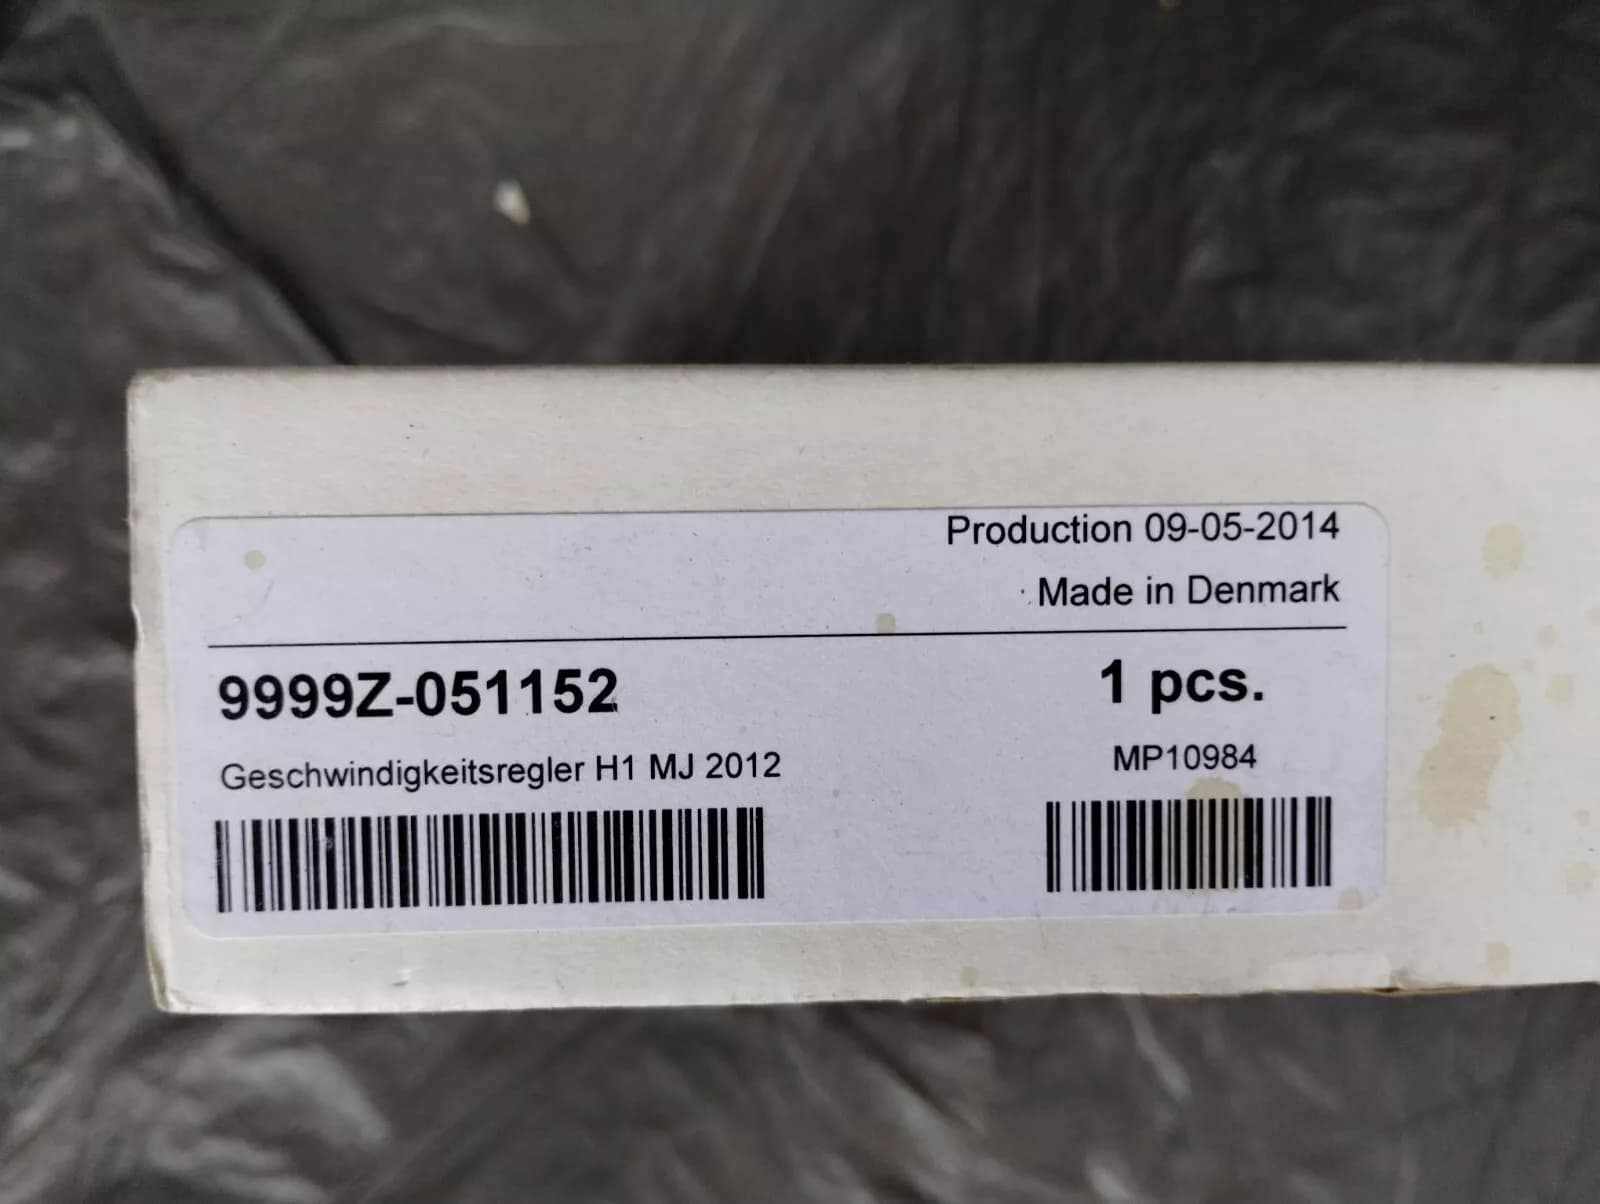 Production 09-05-2014
Made in Denmark
9999Z-051152
1 pcs.
Geschwindigkeitsregler H1 MJ 2012
MP10984